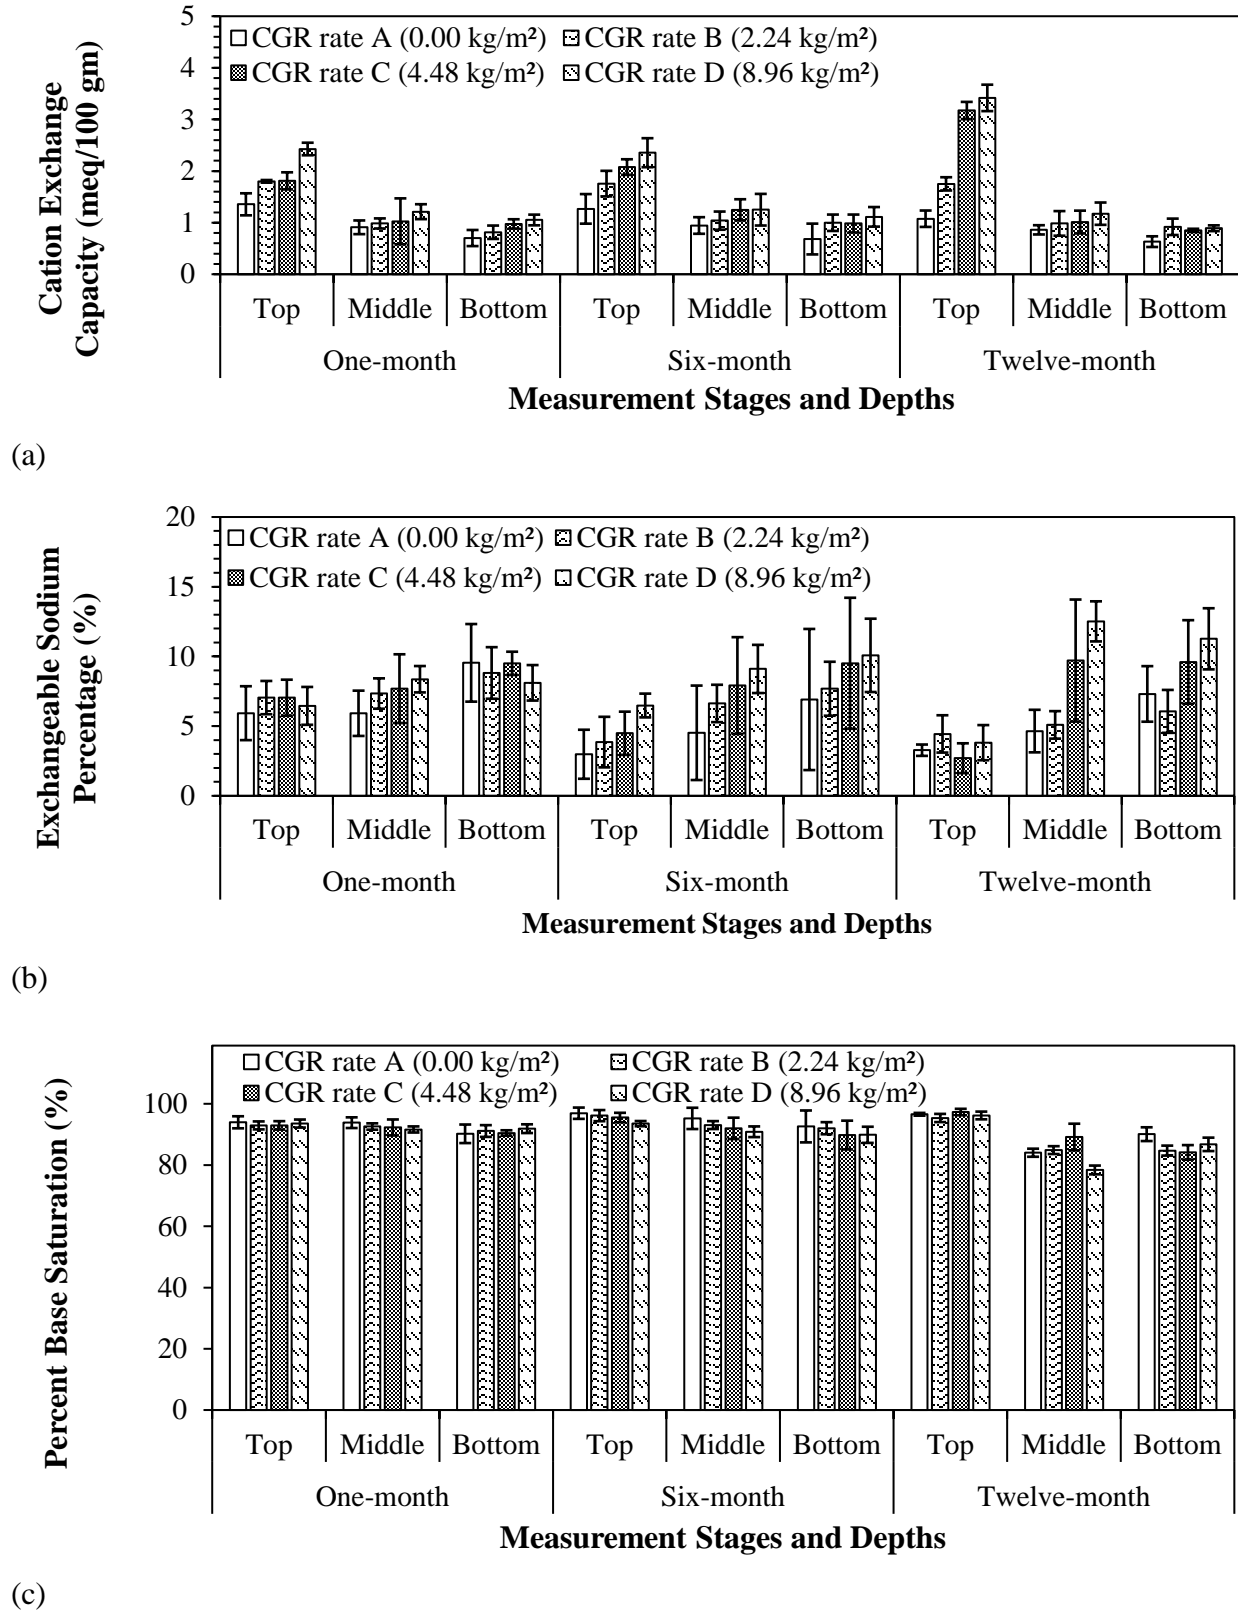 5
4
3
2
1
0
Cation Exchange
Capacity (meq/100 gm)
CGR rate A (0.00 kg/m²) CGR rate B (2.24 kg/m²)
CGR rate C (4.48 kg/m²) CGR rate D (8.96 kg/m²)
Top Middle Bottom Top Middle Bottom Top Middle Bottom
One-month Six-month Twelve-month
Measurement Stages and Depths
(a)
20
15
10
5
0
Exchangeable Sodium
Percentage (%)
CGR rate A (0.00 kg/m²) CGR rate B (2.24 kg/m²)
CGR rate C (4.48 kg/m²) CGR rate D (8.96 kg/m²)
Top Middle Bottom Top Middle Bottom Top Middle Bottom
One-month Six-month Twelve-month
Measurement Stages and Depths
(b)
100
80
60
40
20
0
Percent Base Saturation (%)
CGR rate A (0.00 kg/m²) CGR rate B (2.24 kg/m²)
CGR rate C (4.48 kg/m²) CGR rate D (8.96 kg/m²)
Top Middle Bottom Top Middle Bottom Top Middle Bottom
One-month Six-month Twelve-month
Measurement Stages and Depths
(c)